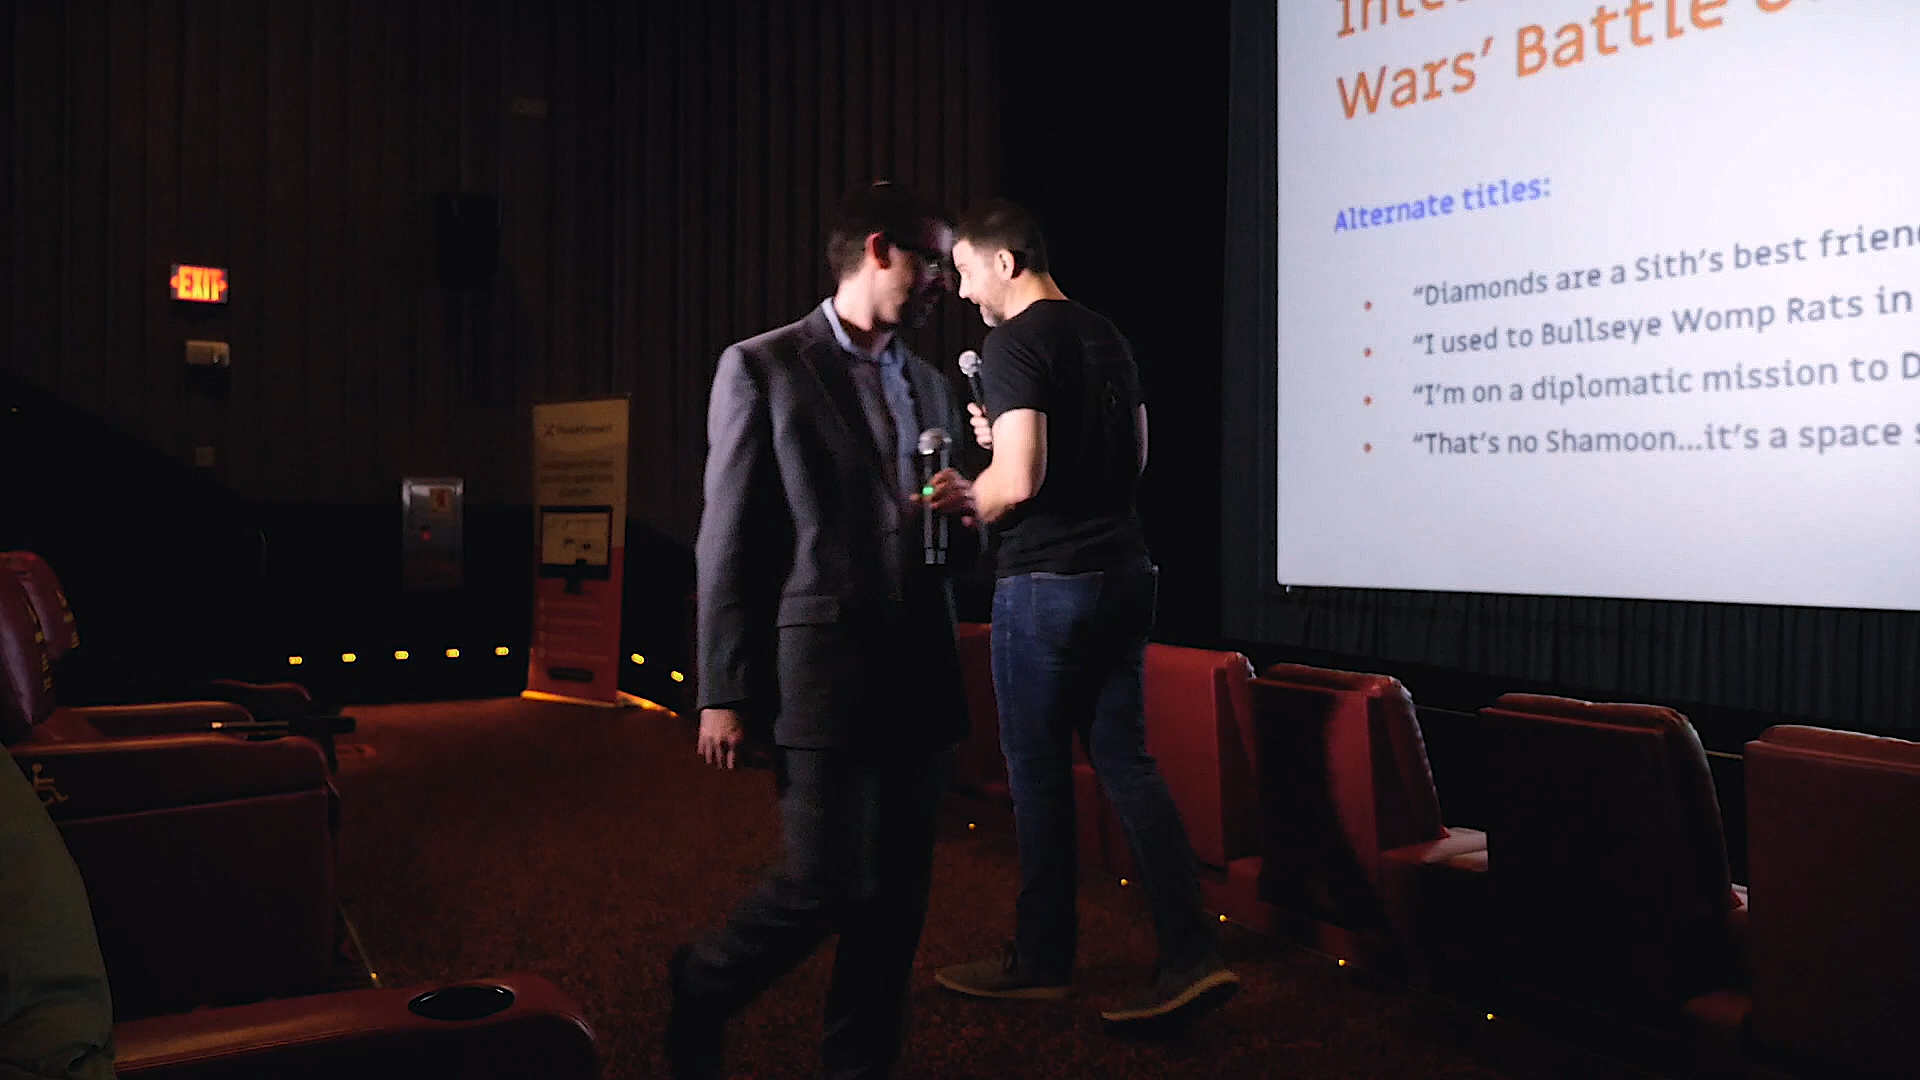 Wars’ Battle
Alternate titles:
“Diamonds are a Sith’s best frien
“I used to Bullseye Womp Rats in
“I’m on a diplomatic mission to D
“That’s no Shamoon...it’s a space s
EXIT
ThreatConnect